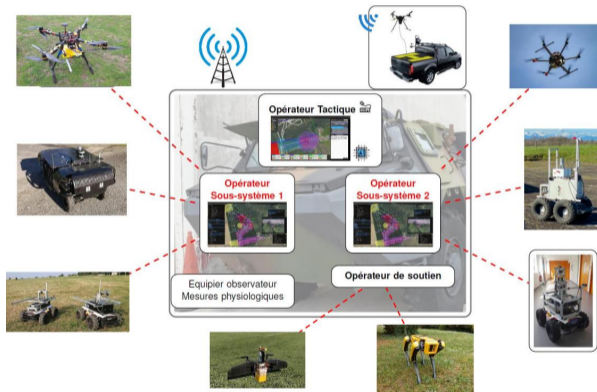 Opérateur Tactique
Opérateur
Sous-système 1
Opérateur
Sous-système 2
Equipier observateur
Mesures physiologiques
Opérateur de soutien